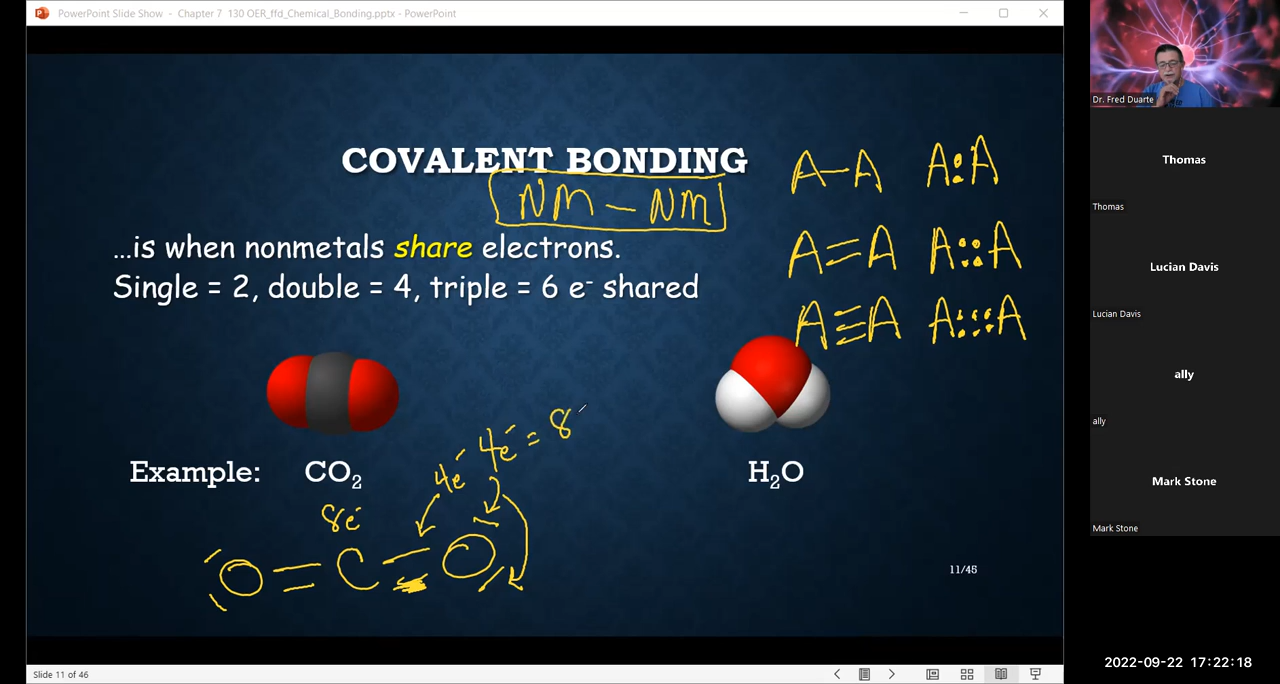 PowerPoint Slide Show - Chapter 7 130 OER_ffd_Chemical_Bonding.pptx - PowerPoint
COVALENT BONDING
NM - NM
...is when nonmetals share electrons.
Single = 2, double = 4, triple = 6 e⁻ shared
A-A A:A
A=A A::A
A≡A A:::A
4e⁻ 4e⁻ = 8
Example: CO₂
H₂O
8e⁻
O=C=O
11/45
Slide 11 of 46
Dr. Fred Duarte
Thomas
Thomas
Lucian Davis
Lucian Davis
ally
ally
Mark Stone
Mark Stone
2022-09-22 17:22:18